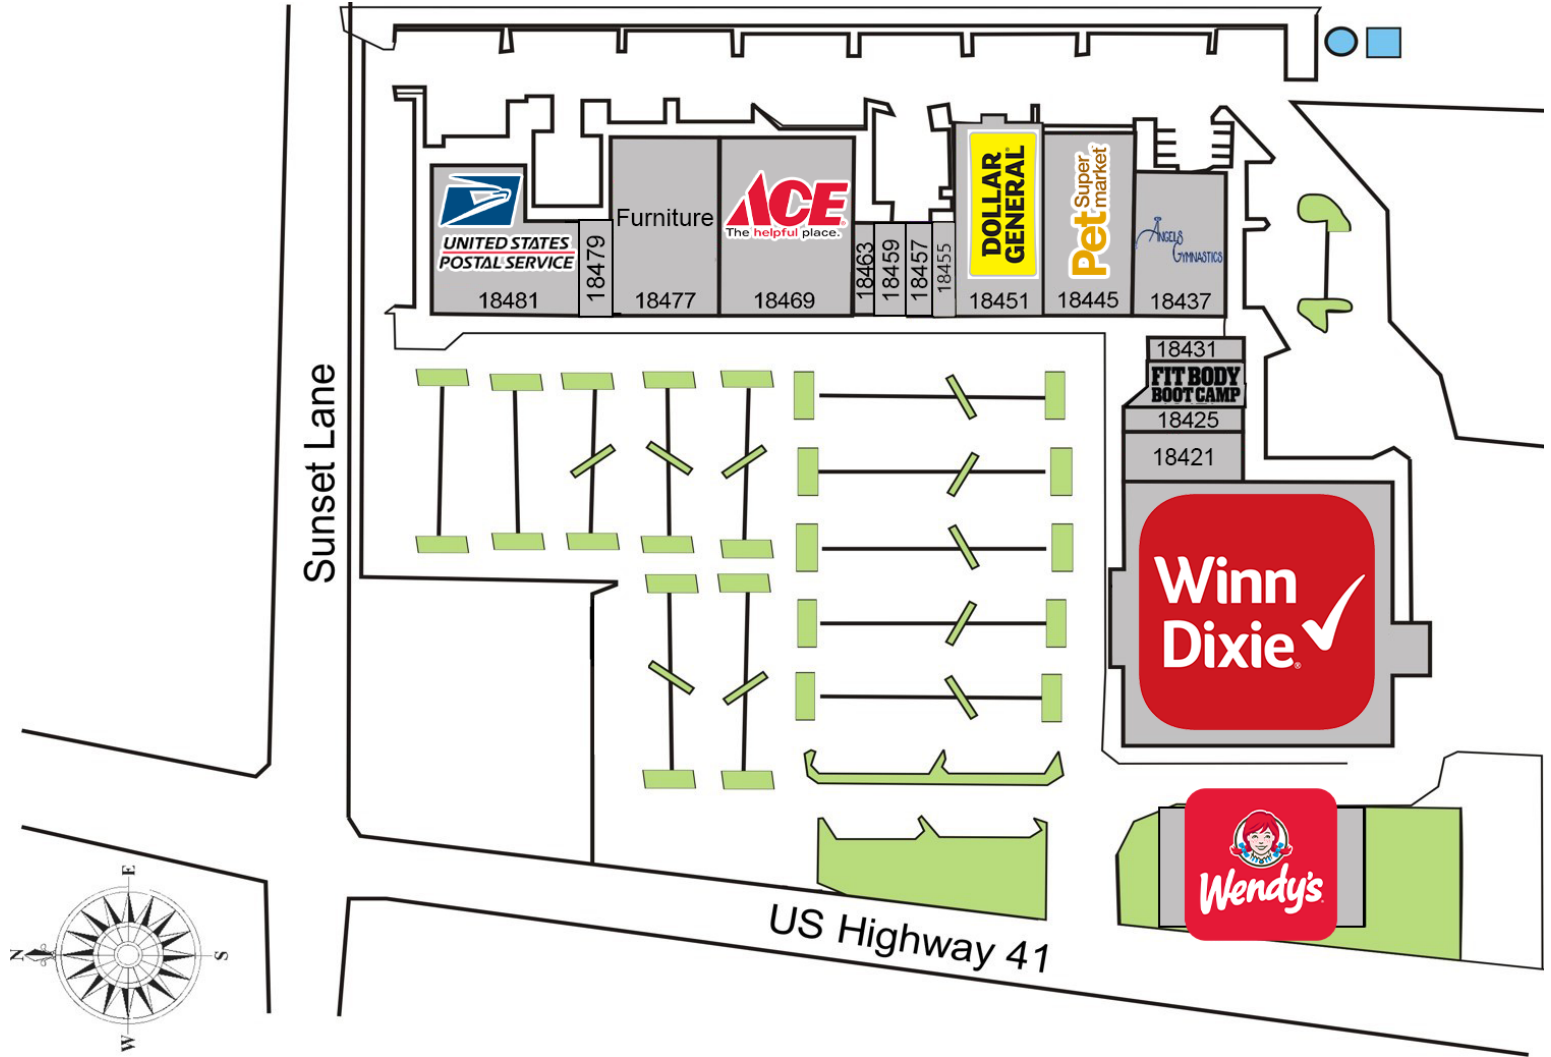 UNITED STATES
POSTAL SERVICE
18481
18479
Furniture
18477
ACE
The helpful place.
18469
18463
18459
18457
18455
DOLLAR
GENERAL
18451
Pet Super
market
18445
ANGELS
GYMNASTICS
18437
18431
FIT BODY
BOOT CAMP
18425
18421
Winn
Dixie
Wendy's
Sunset Lane
US Highway 41
E
N
S
W